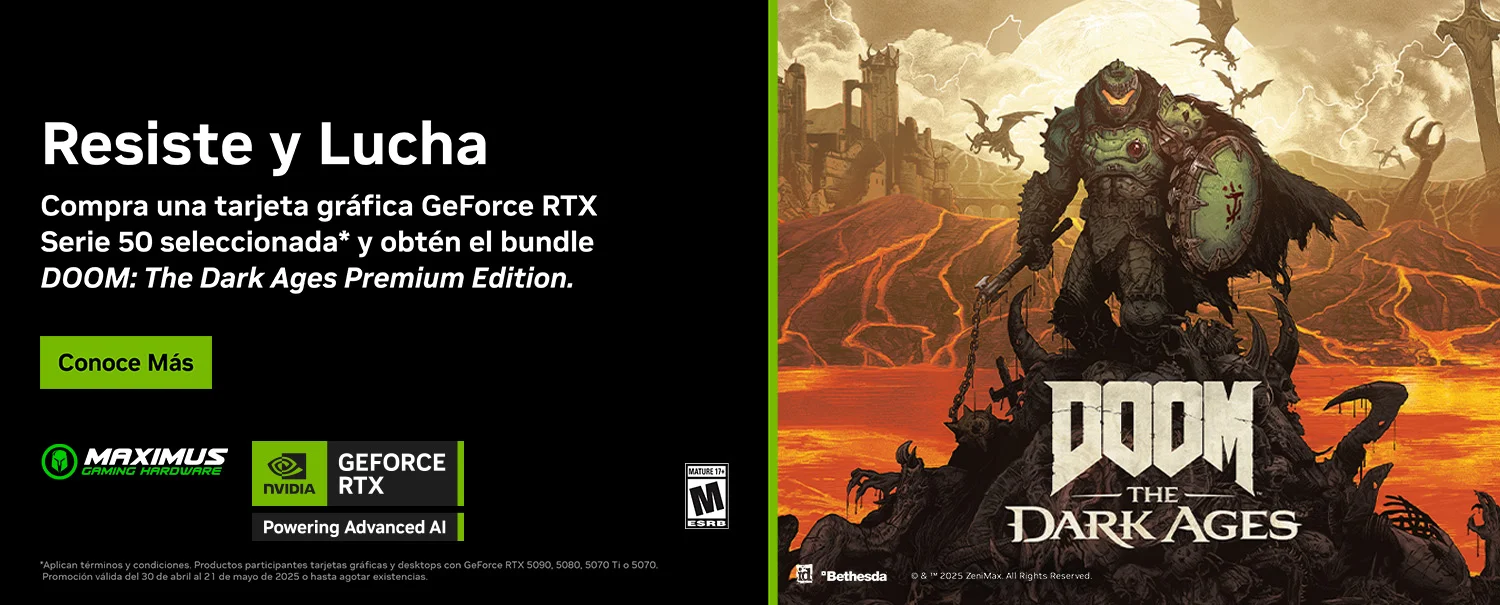 Resiste y Lucha
Compra una tarjeta gráfica GeForce RTX
Serie 50 seleccionada* y obtén el bundle
DOOM: The Dark Ages Premium Edition.
Conoce Más
MAXIMUS
GAMING HARDWARE
NVIDIA
GEFORCE
RTX
Powering Advanced AI
MATURE 17+
M
ESRB
*Aplican términos y condiciones. Productos participantes tarjetas gráficas y desktops con GeForce RTX 5090, 5080, 5070 Ti o 5070.
Promoción válida del 30 de abril al 21 de mayo de 2025 o hasta agotar existencias.
DOOM
THE
DARK AGES
™
id
Bethesda
© & ™ 2025 ZeniMax. All Rights Reserved.